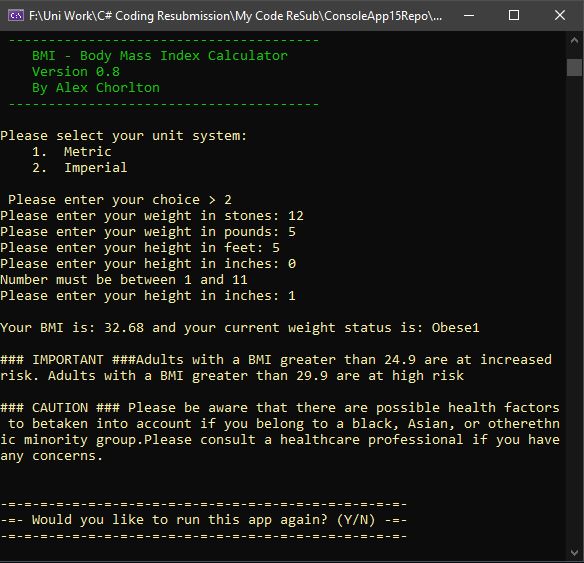 F:\Uni Work\C# Coding Resubmission\My Code ReSub\ConsoleApp15Repo\...
---------------------------------------
BMI - Body Mass Index Calculator
Version 0.8
By Alex Chorlton
---------------------------------------
Please select your unit system:
1.  Metric
2.  Imperial
Please enter your choice > 2
Please enter your weight in stones: 12
Please enter your weight in pounds: 5
Please enter your height in feet: 5
Please enter your height in inches: 0
Number must be between 1 and 11
Please enter your height in inches: 1
Your BMI is: 32.68 and your current weight status is: Obese1
### IMPORTANT ###Adults with a BMI greater than 24.9 are at increased
risk. Adults with a BMI greater than 29.9 are at high risk
### CAUTION ### Please be aware that there are possible health factors
to betaken into account if you belong to a black, Asian, or otherethn
ic minority group.Please consult a healthcare professional if you have
any concerns.
-=-=-=-=-=-=-=-=-=-=-=-=-=-=-=-=-=-=-=-=-=-=-=-=-=-
-=- Would you like to run this app again? (Y/N) -=-
-=-=-=-=-=-=-=-=-=-=-=-=-=-=-=-=-=-=-=-=-=-=-=-=-=-